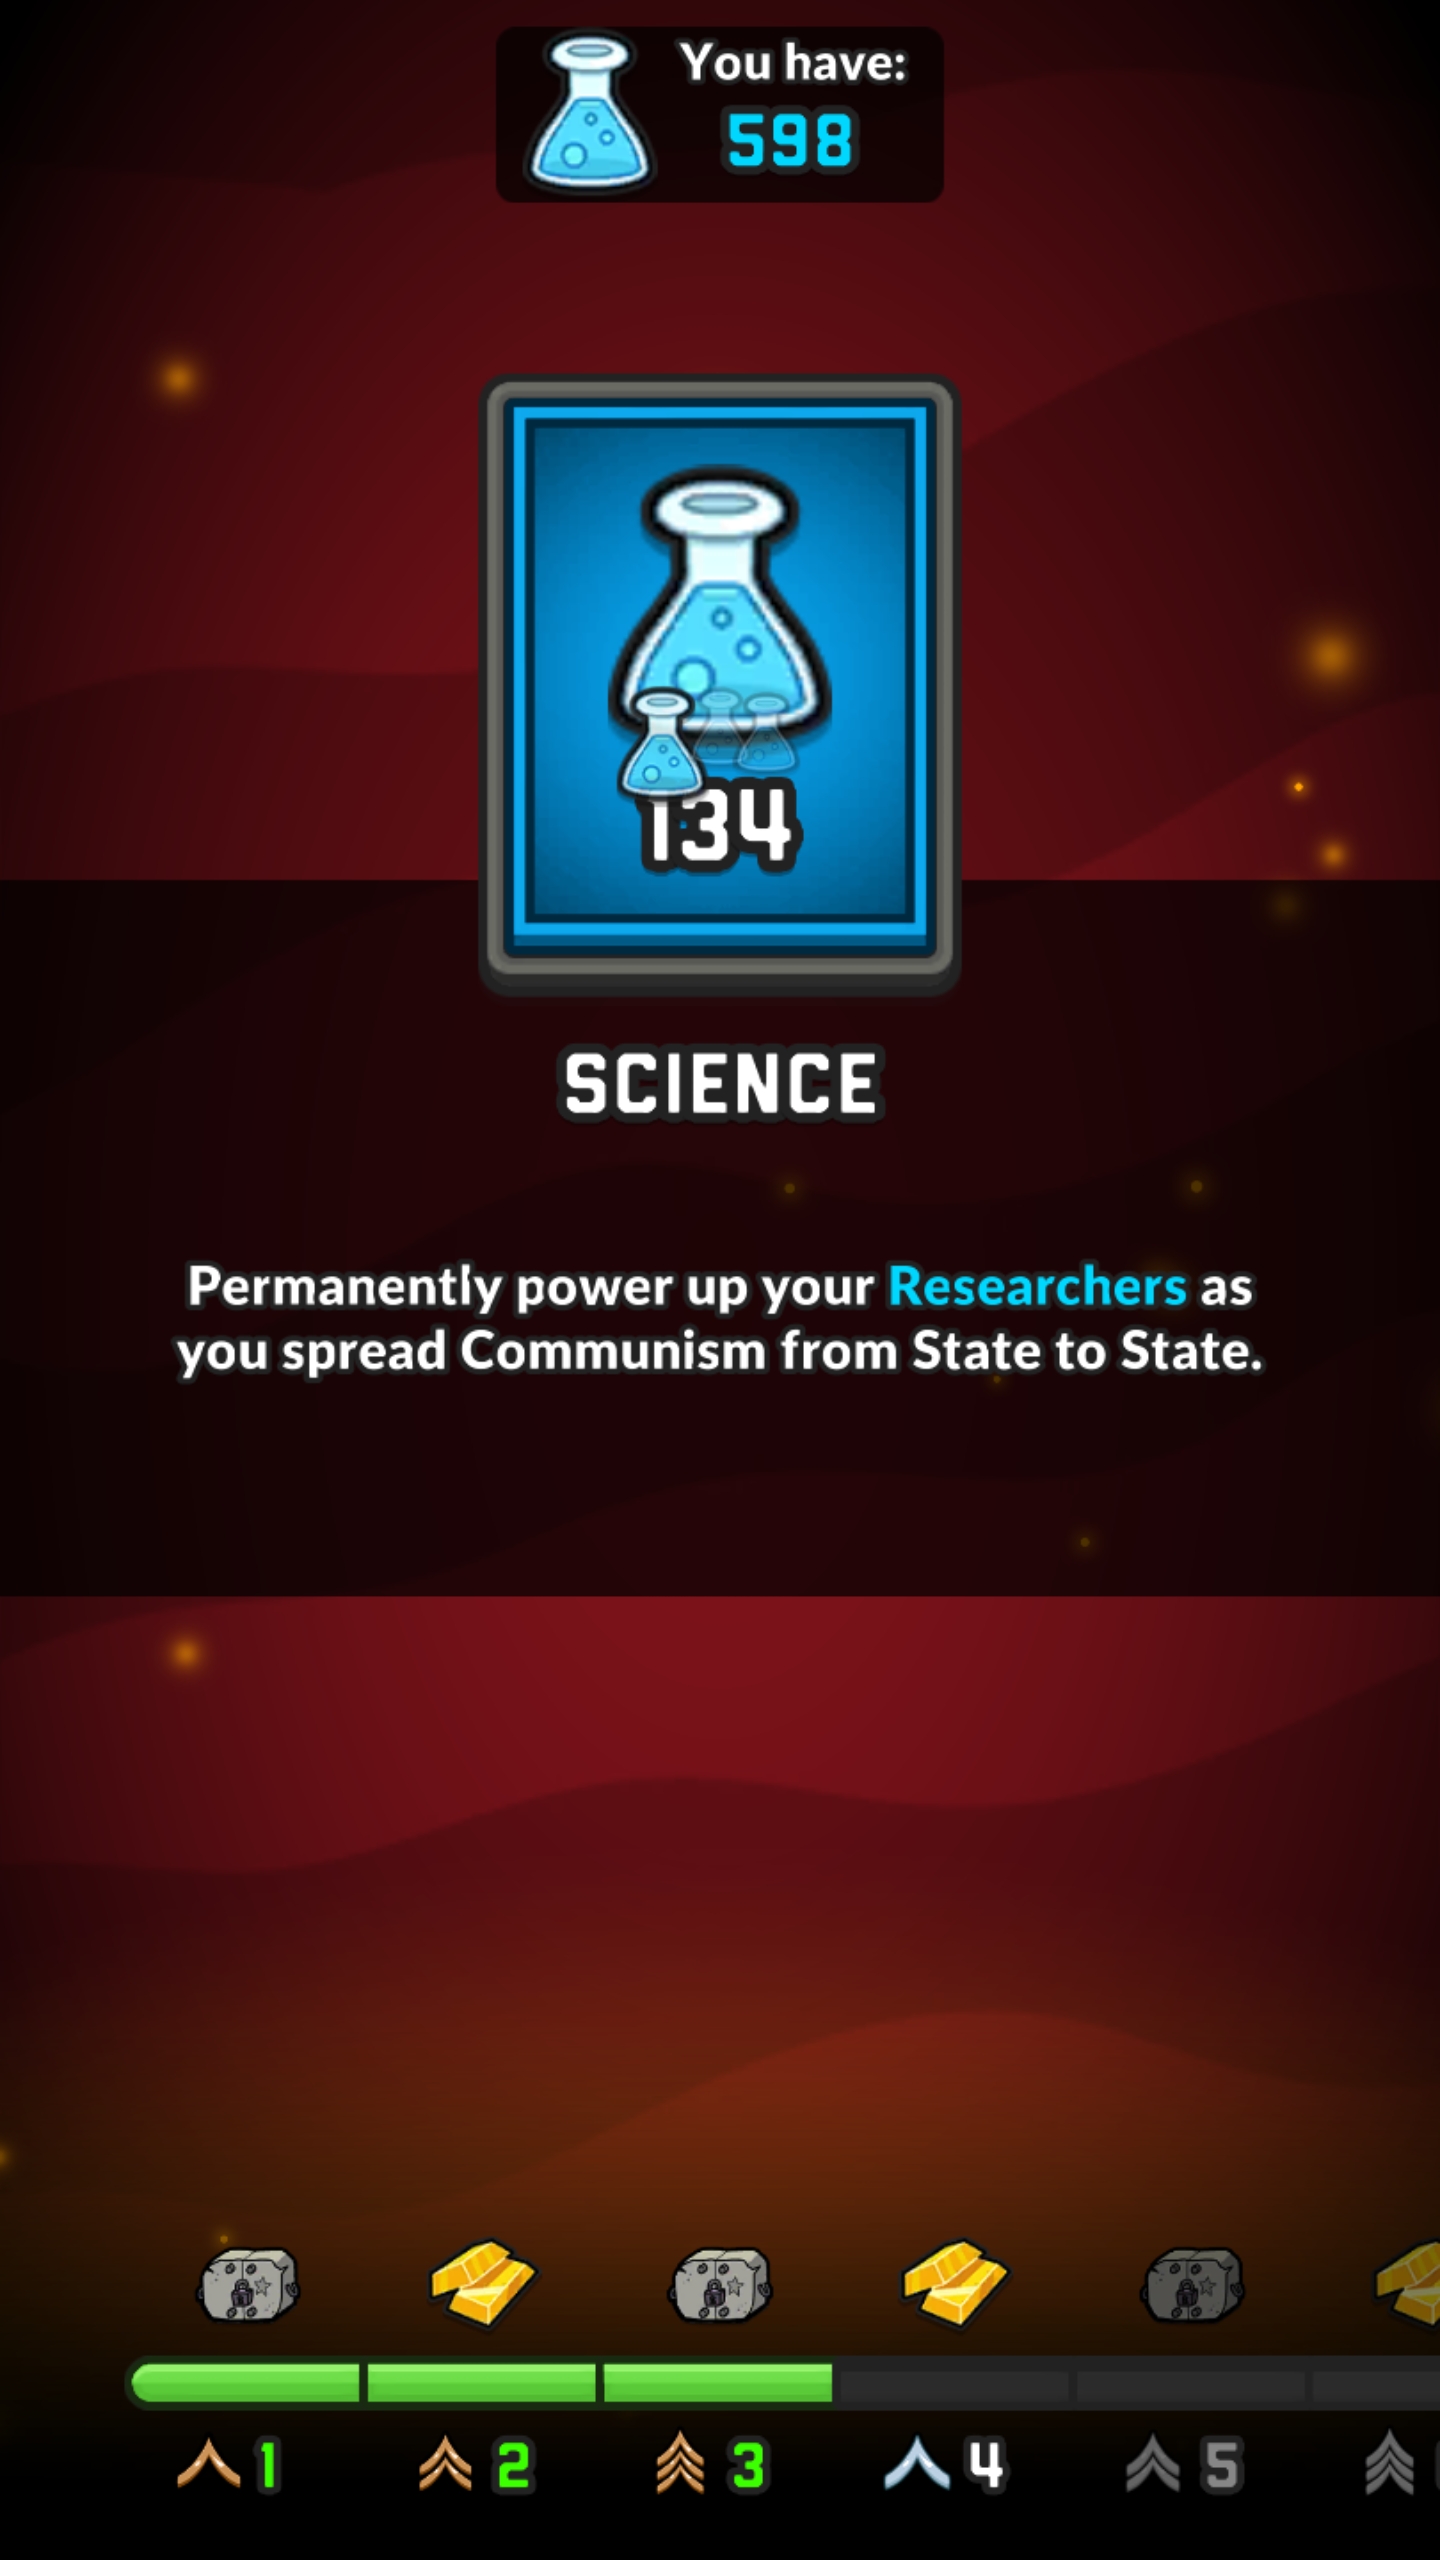 You have:
598
134
SCIENCE
Permanently power up your Researchers as
you spread Communism from State to State.
1 2 3 4 5